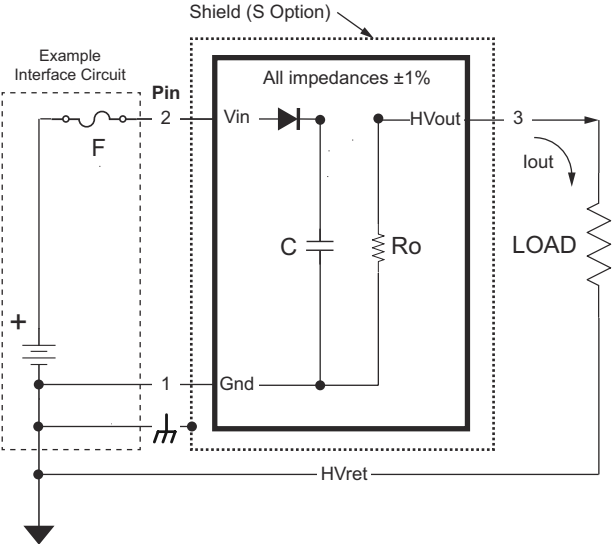 Shield (S Option)
Example
Interface Circuit
All impedances ±1%
Pin
2
Vin
HVout
3
F
Iout
C
Ro
LOAD
+
1
Gnd
HVret